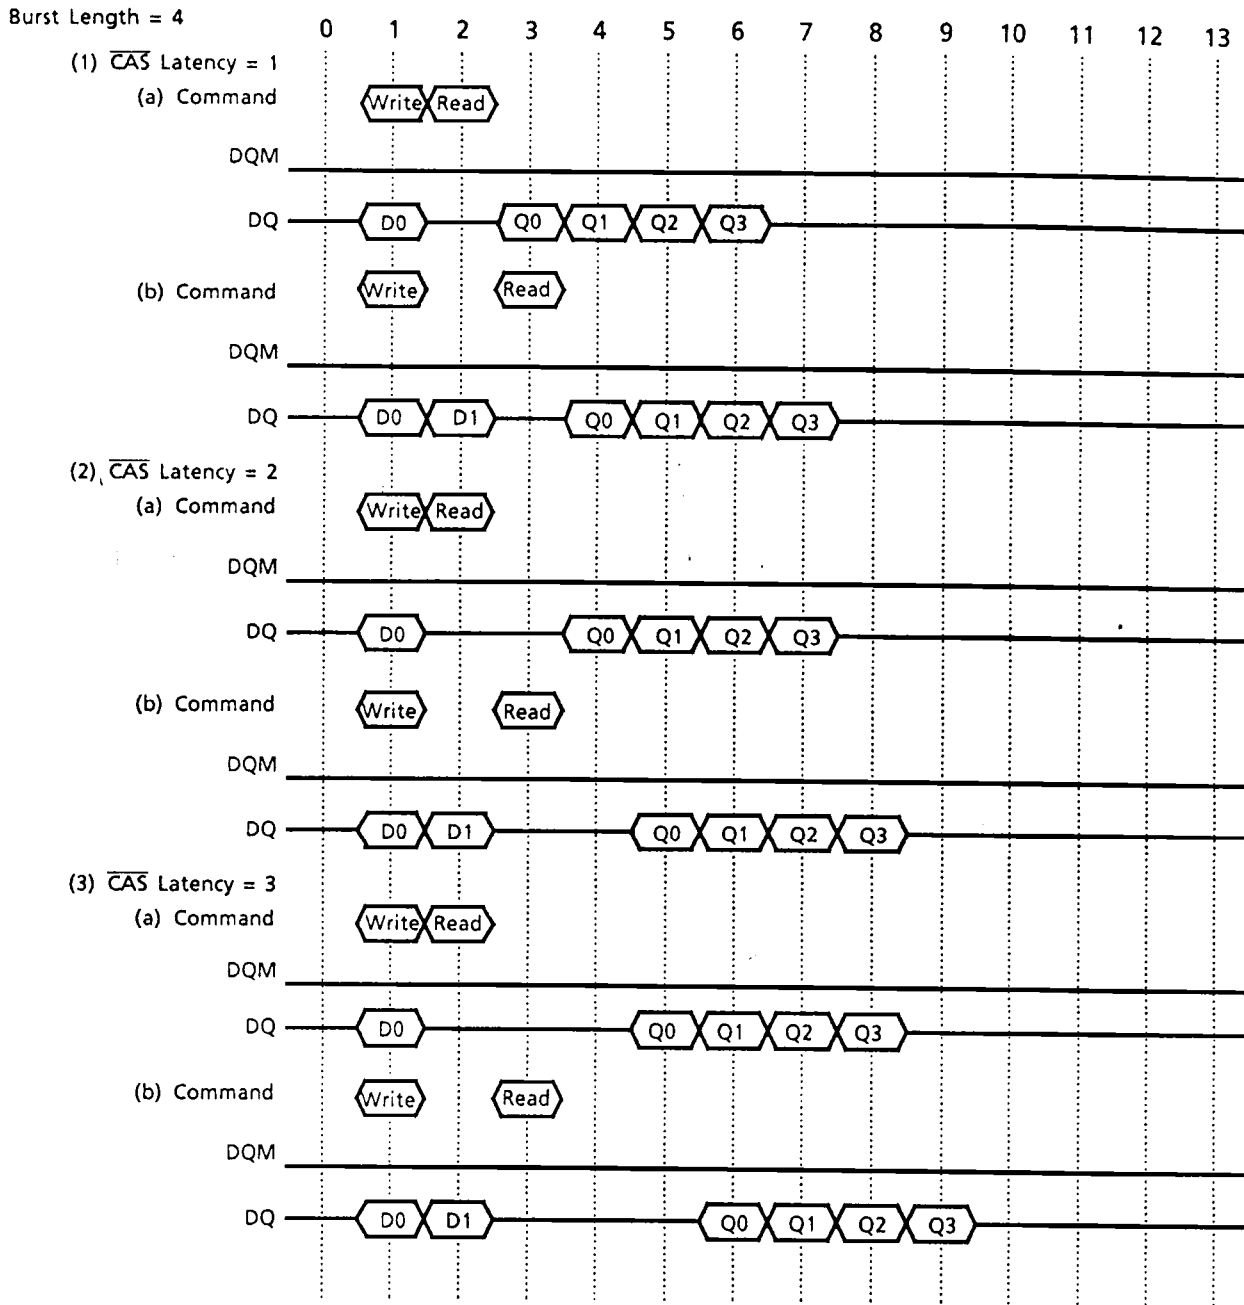 Burst Length = 4
0 1 2 3 4 5 6 7 8 9 10 11 12 13
(1) CAS Latency = 1
(a) Command Write Read
DQM
DQ D0 Q0 Q1 Q2 Q3
(b) Command Write Read
DQM
DQ D0 D1 Q0 Q1 Q2 Q3
(2) CAS Latency = 2
(a) Command Write Read
DQM
DQ D0 Q0 Q1 Q2 Q3
(b) Command Write Read
DQM
DQ D0 D1 Q0 Q1 Q2 Q3
(3) CAS Latency = 3
(a) Command Write Read
DQM
DQ D0 Q0 Q1 Q2 Q3
(b) Command Write Read
DQM
DQ D0 D1 Q0 Q1 Q2 Q3